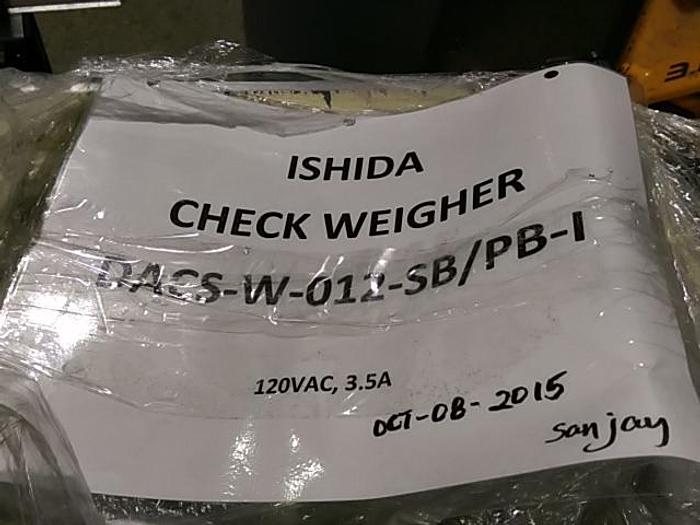 ISHIDA
CHECK WEIGHER
DACS-W-012-SB/PB-I
120VAC, 3.5A
OCT-08-2015
sanjay